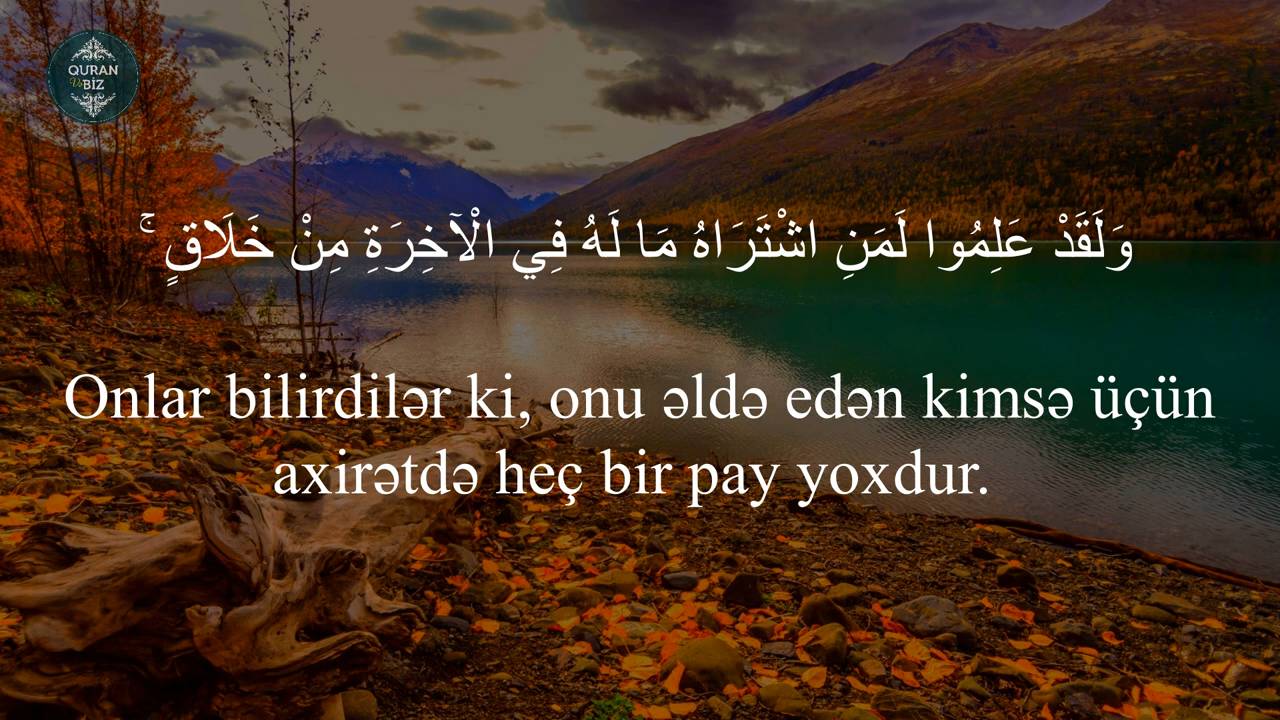 QURAN
Və BİZ
وَلَقَدْ عَلِمُوا لَمَنِ اشْتَرَاهُ مَا لَهُ فِي الْآخِرَةِ مِنْ خَلَاقٍ ۚ
Onlar bilirdilər ki, onu əldə edən kimsə üçün
axirətdə heç bir pay yoxdur.